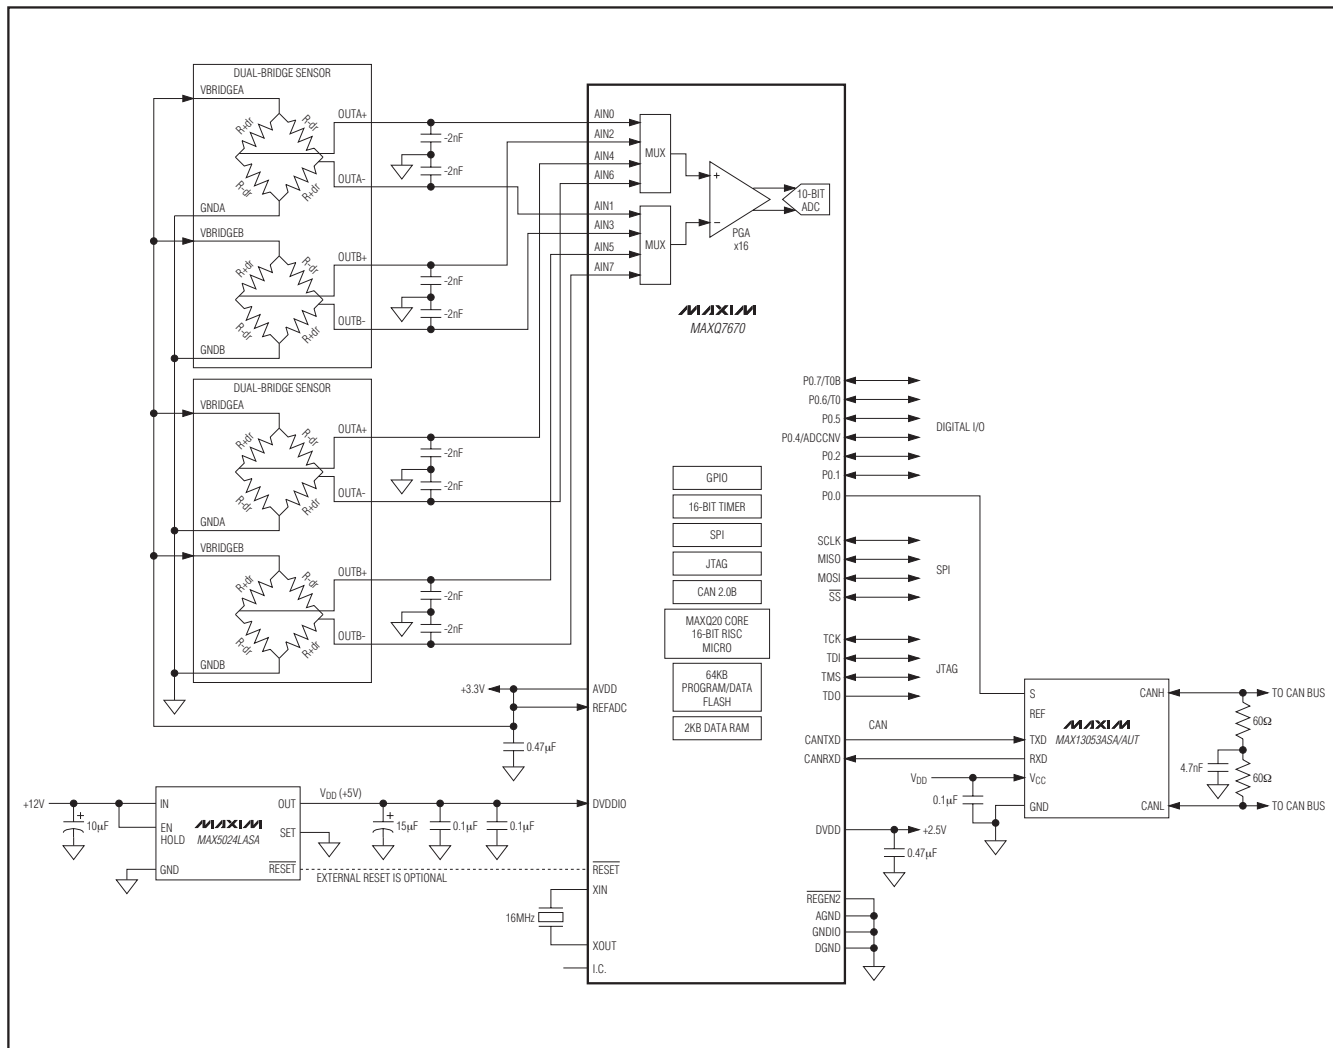 DUAL-BRIDGE SENSOR
VBRIDGEA
R+dr
R-dr
R-dr
R+dr
OUTA+
OUTA-
GNDA
VBRIDGEB
R+dr
R-dr
R-dr
R+dr
OUTB+
OUTB-
GNDB
-2nF
-2nF
-2nF
-2nF
DUAL-BRIDGE SENSOR
VBRIDGEA
R+dr
R-dr
R-dr
R+dr
OUTA+
OUTA-
GNDA
VBRIDGEB
R+dr
R-dr
R-dr
R+dr
OUTB+
OUTB-
GNDB
-2nF
-2nF
-2nF
-2nF
AIN0
AIN2
AIN4
AIN6
AIN1
AIN3
AIN5
AIN7
MUX
MUX
+
−
PGA
x16
10-BIT
ADC
MAXIM
MAXQ7670
GPIO
16-BIT TIMER
SPI
JTAG
CAN 2.0B
MAXQ20 CORE
16-BIT RISC
MICRO
64KB
PROGRAM/DATA
FLASH
2KB DATA RAM
P0.7/T0B
P0.6/T0
P0.5
P0.4/ADCCNV
P0.2
P0.1
P0.0
DIGITAL I/O
SCLK
MISO
MOSI
SS
SPI
TCK
TDI
TMS
TDO
JTAG
CANTXD
CANRXD
CAN
DVDD
+2.5V
0.47µF
REGEN2
AGND
GNDIO
DGND
+3.3V
AVDD
REFADC
0.47µF
+12V
+
10µF
IN
EN
HOLD
GND
MAXIM
MAX5024LASA
OUT
SET
RESET
VDD (+5V)
+
15µF
0.1µF
0.1µF
DVDDIO
EXTERNAL RESET IS OPTIONAL
RESET
XIN
16MHz
XOUT
I.C.
S
REF
TXD
RXD
VCC
GND
MAXIM
MAX13053ASA/AUT
CANH
CANL
VDD
0.1µF
TO CAN BUS
60Ω
4.7nF
60Ω
TO CAN BUS